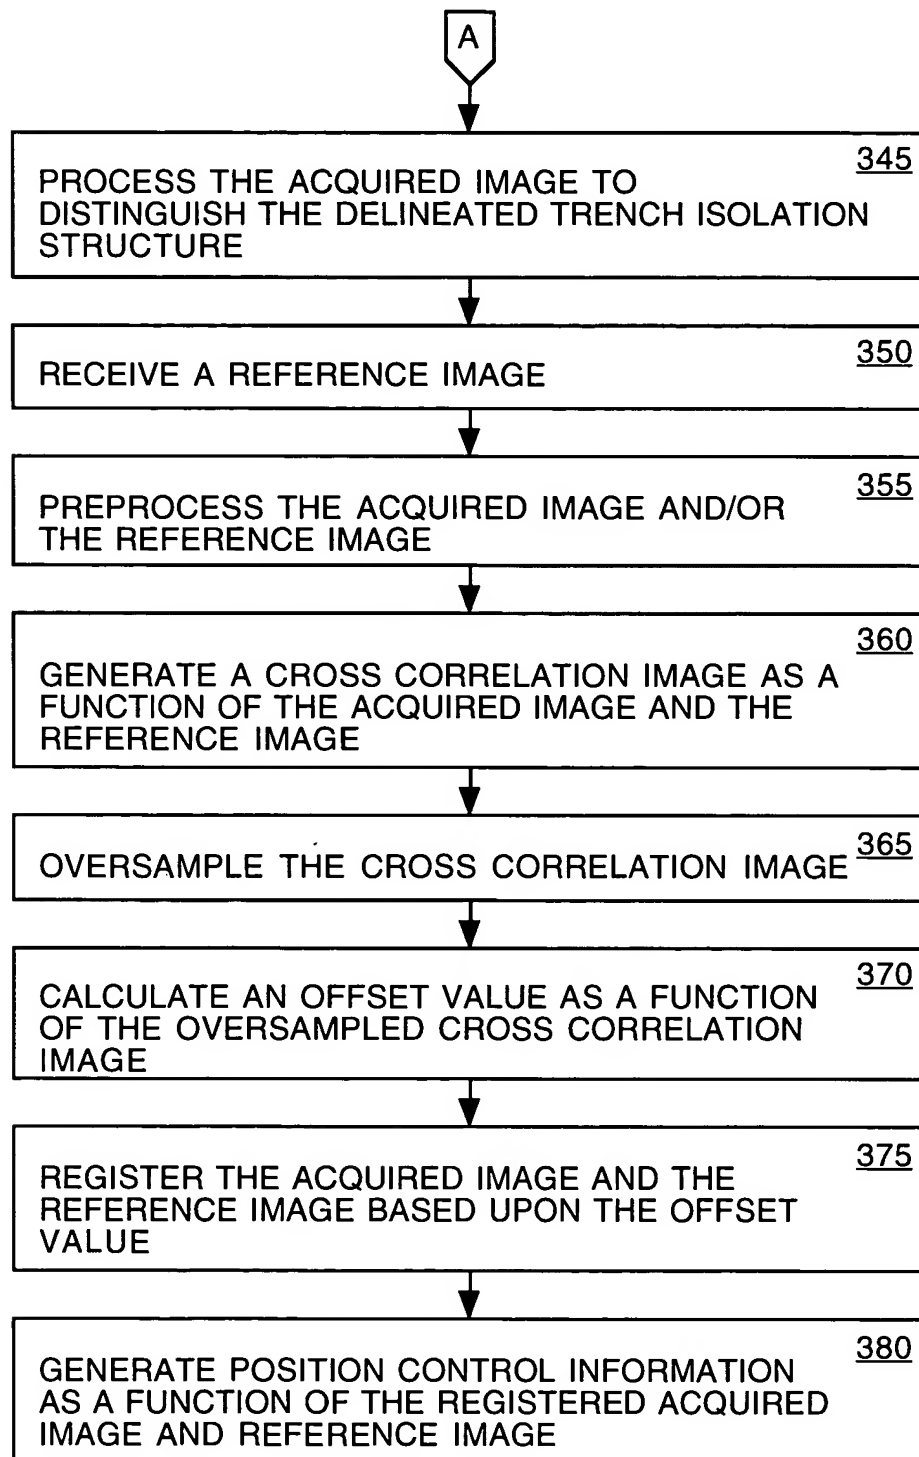 A
345
PROCESS THE ACQUIRED IMAGE TO
DISTINGUISH THE DELINEATED TRENCH ISOLATION
STRUCTURE
350
RECEIVE A REFERENCE IMAGE
355
PREPROCESS THE ACQUIRED IMAGE AND/OR
THE REFERENCE IMAGE
360
GENERATE A CROSS CORRELATION IMAGE AS A
FUNCTION OF THE ACQUIRED IMAGE AND THE
REFERENCE IMAGE
365
OVERSAMPLE THE CROSS CORRELATION IMAGE
370
CALCULATE AN OFFSET VALUE AS A FUNCTION
OF THE OVERSAMPLED CROSS CORRELATION
IMAGE
375
REGISTER THE ACQUIRED IMAGE AND THE
REFERENCE IMAGE BASED UPON THE OFFSET
VALUE
380
GENERATE POSITION CONTROL INFORMATION
AS A FUNCTION OF THE REGISTERED ACQUIRED
IMAGE AND REFERENCE IMAGE